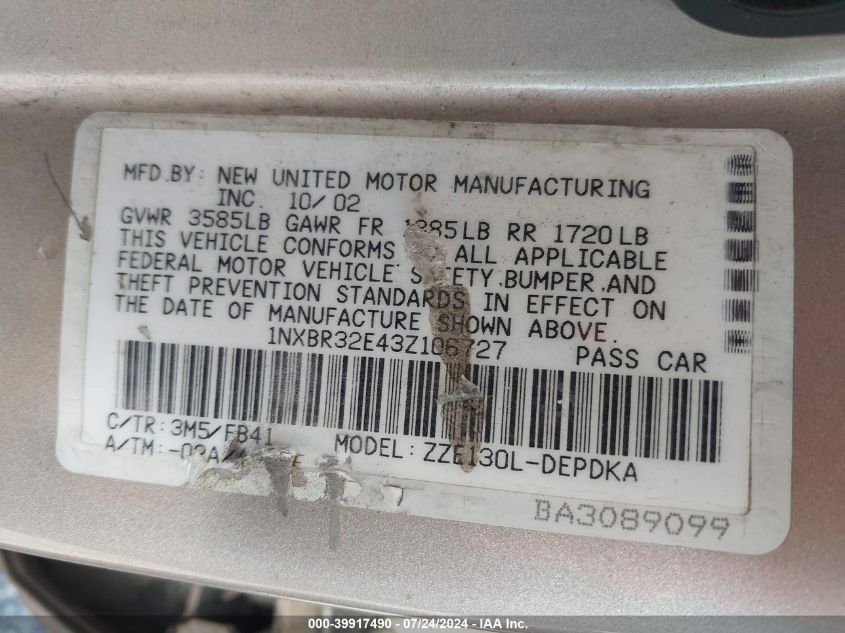 MFD.BY: NEW UNITED MOTOR MANUFACTURING
INC. 10/02
GVWR 3585LB GAWR FR 1885LB RR 1720LB
THIS VEHICLE CONFORMS ALL APPLICABLE
FEDERAL MOTOR VEHICLE SAFETY, BUMPER, AND
THEFT PREVENTION STANDARDS IN EFFECT ON
THE DATE OF MANUFACTURE SHOWN ABOVE.
1NXBR32E43Z106727 PASS CAR
C/TR: 3M5/FB41
A/TM: MODEL: ZZE130L-DEPDKA
BA3089099
000-39917490 - 07/24/2024 - IAA Inc.